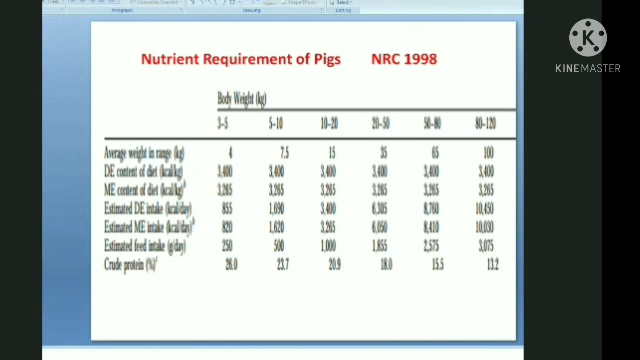 Paragraph
Drawing
Editing
Shape Effects
Select
KINEMASTER
Nutrient Requirement of Pigs NRC 1998
Body Weight (kg)
3–5 5–10 10–20 20–50 50–80 80–120
Average weight in range (kg) 4 7.5 15 35 65 100
DE content of diet (kcal/kg) 3,400 3,400 3,400 3,400 3,400 3,400
ME content of diet (kcal/kg)b 3,265 3,265 3,265 3,265 3,265 3,265
Estimated DE intake (kcal/day) 855 1,690 3,400 6,305 8,760 10,450
Estimated ME intake (kcal/day)b 820 1,620 3,265 6,050 8,410 10,030
Estimated feed intake (g/day) 250 500 1,000 1,855 2,575 3,075
Crude protein (%)c 26.0 23.7 20.9 18.0 15.5 13.2